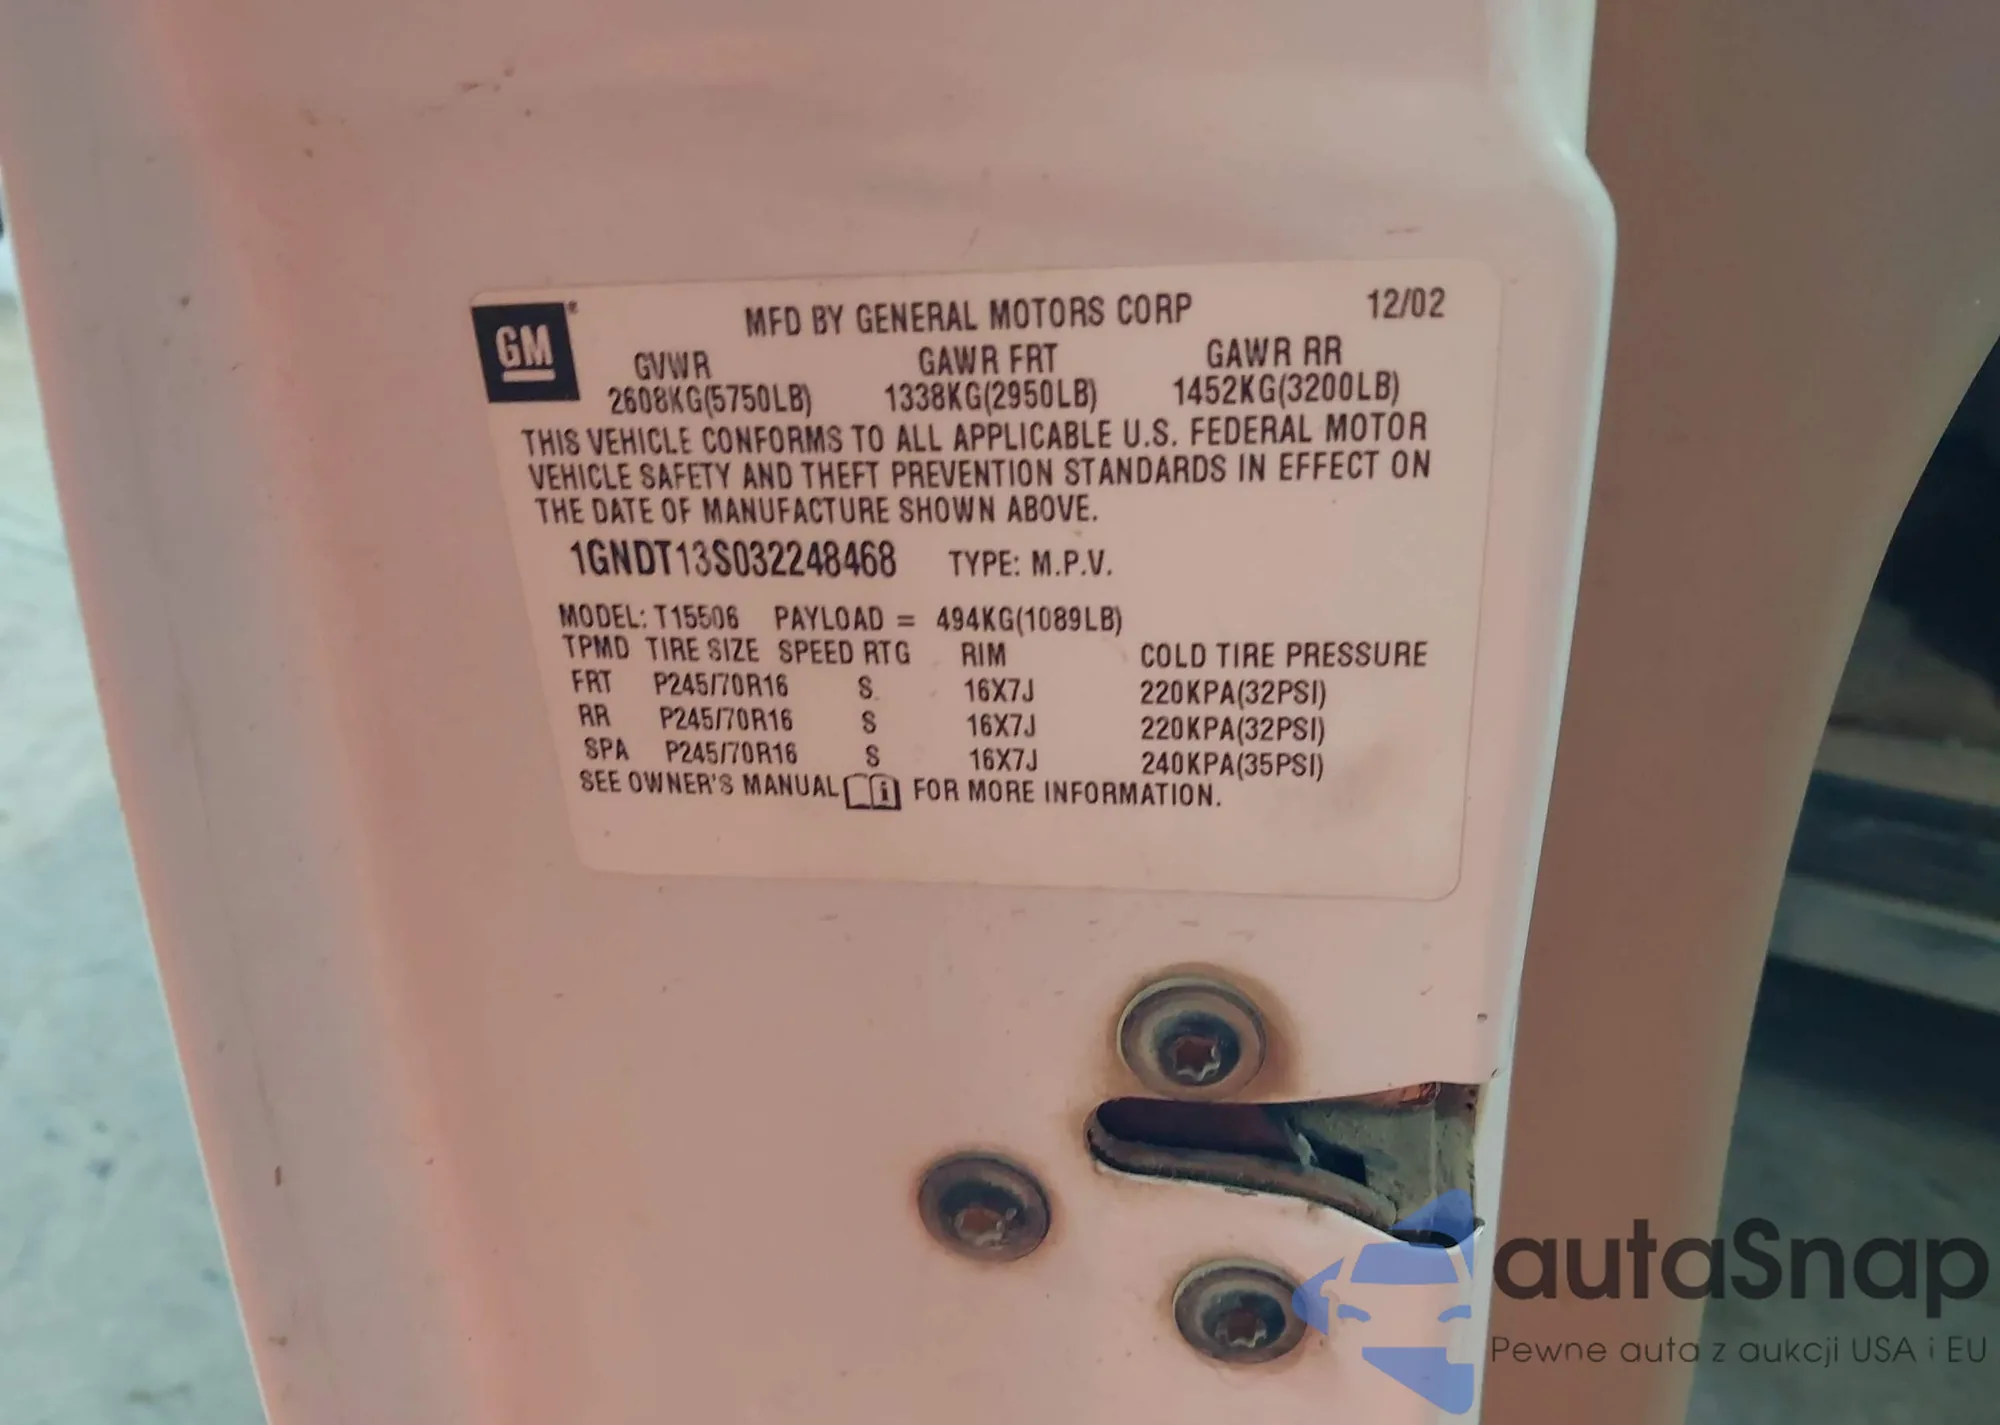 GM
MFD BY GENERAL MOTORS CORP 12/02
GVWR GAWR FRT GAWR RR
2608KG(5750LB) 1338KG(2950LB) 1452KG(3200LB)
THIS VEHICLE CONFORMS TO ALL APPLICABLE U.S. FEDERAL MOTOR
VEHICLE SAFETY AND THEFT PREVENTION STANDARDS IN EFFECT ON
THE DATE OF MANUFACTURE SHOWN ABOVE.
1GNDT13S032248468 TYPE: M.P.V.
MODEL: T15506 PAYLOAD = 494KG(1089LB)
TPMD TIRE SIZE SPEED RTG RIM COLD TIRE PRESSURE
FRT P245/70R16 S 16X7J 220KPA(32PSI)
RR P245/70R16 S 16X7J 220KPA(32PSI)
SPA P245/70R16 S 16X7J 240KPA(35PSI)
SEE OWNER'S MANUAL i FOR MORE INFORMATION.
autaSnap
Pewne auta z aukcji USA i EU